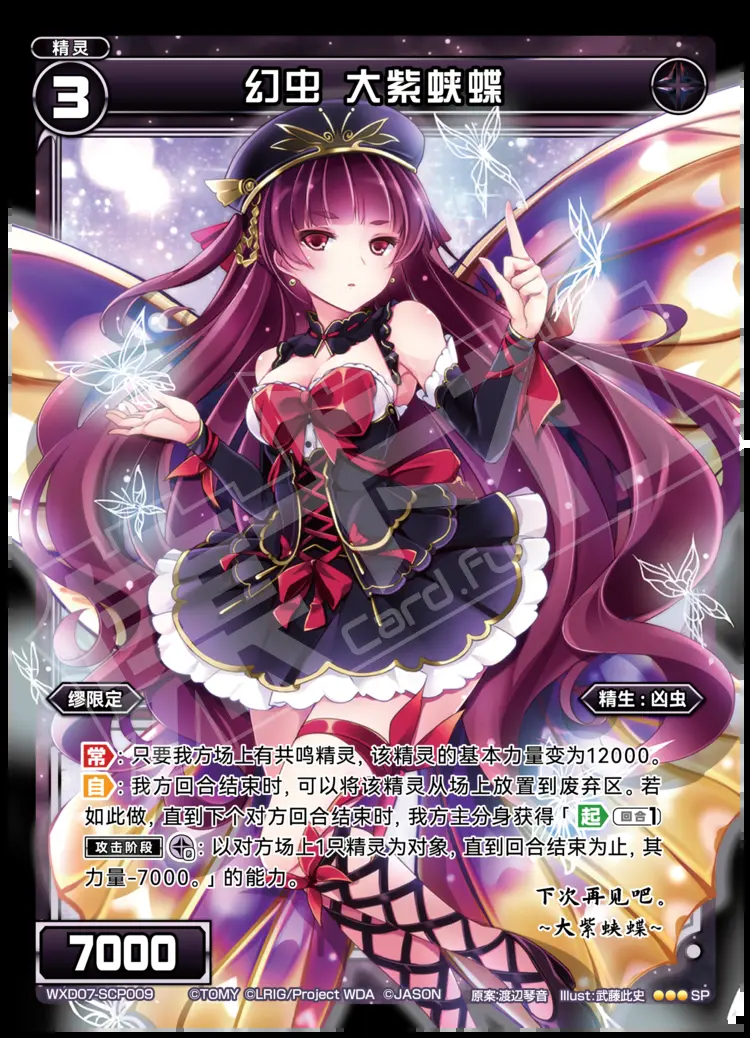 精灵
3
幻虫 大紫蛱蝶
card.fun
缪限定
精生：凶虫
常：只要我方场上有共鸣精灵，该精灵的基本力量变为12000。
自：我方回合结束时，可以将该精灵从场上放置到废弃区。若
如此做，直到下个对方回合结束时，我方主分身获得「起 回合1
攻击阶段 0：以对方场上1只精灵为对象，直到回合结束为止，其
力量-7000。」的能力。
下次再见吧。
~大紫蛱蝶~
7000
WXD07-SCP009 ©TOMY ©LRIG/Project WDA ©JASON 原案:渡辺琴音 Illust:武藤此史 SP